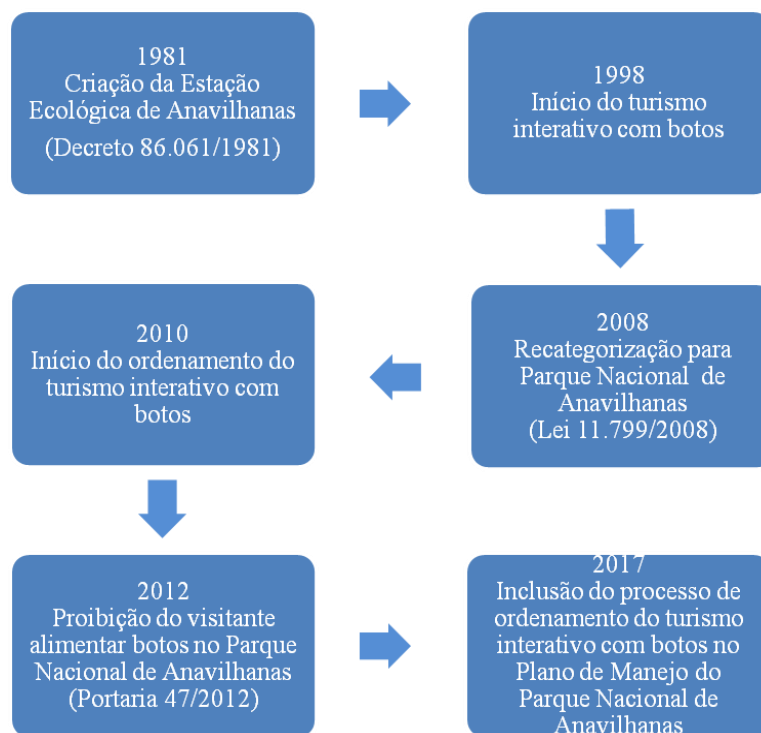 1981
Criação da Estação
Ecológica de Anavilhanas
(Decreto 86.061/1981)
1998
Início do turismo
interativo com botos
2008
Recategorização para
Parque Nacional de
Anavilhanas
(Lei 11.799/2008)
2010
Início do ordenamento do
turismo interativo com
botos
2012
Proibição do visitante
alimentar botos no Parque
Nacional de Anavilhanas
(Portaria 47/2012)
2017
Inclusão do processo de
ordenamento do turismo
interativo com botos no
Plano de Manejo do
Parque Nacional de
Anavilhanas